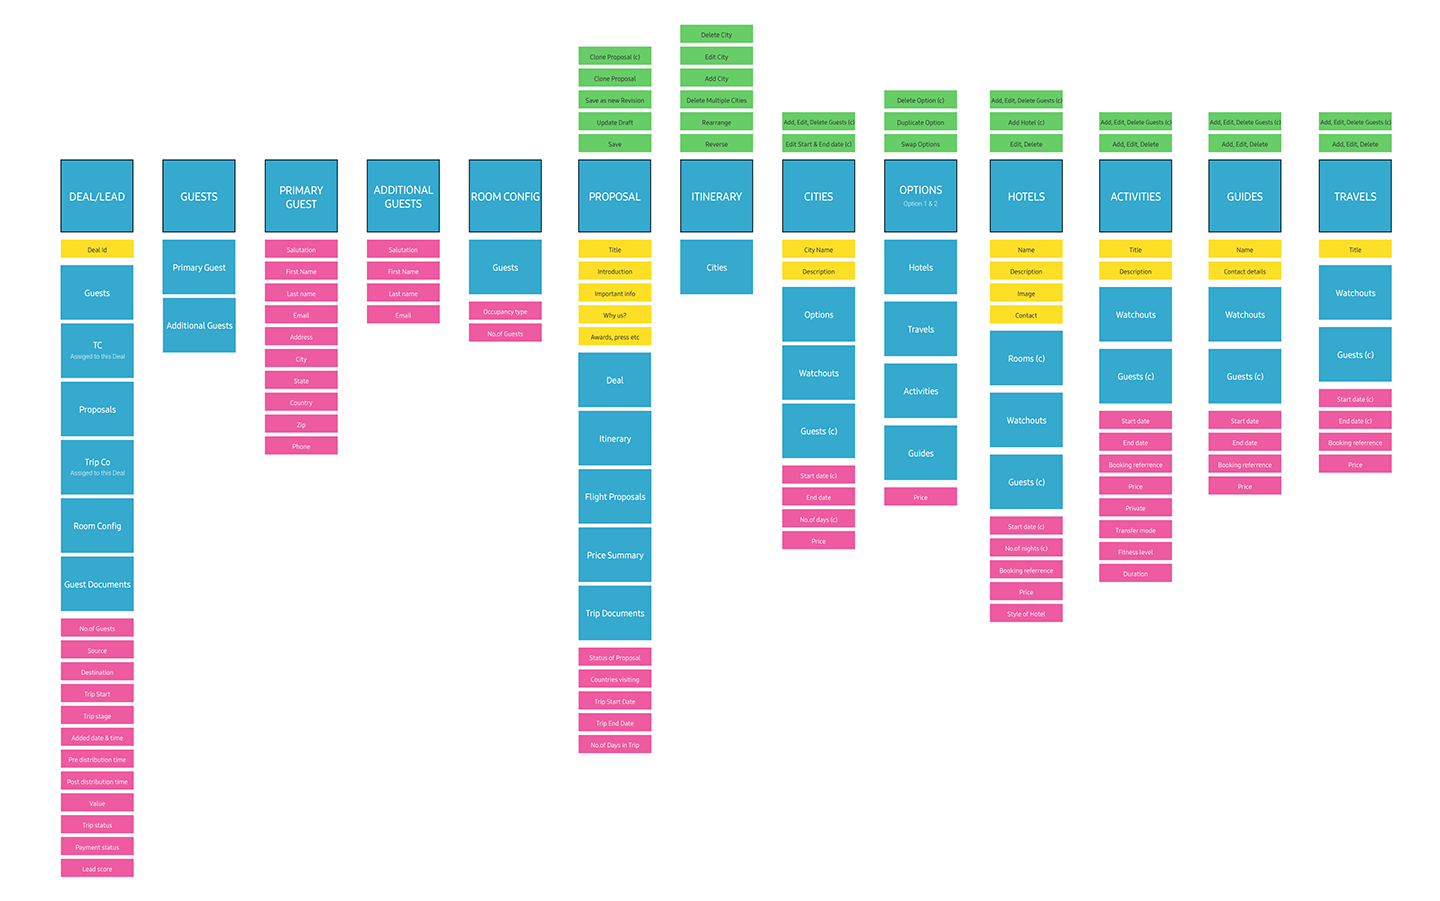 Clone Proposal (c)
Clone Proposal
Save as new Revision
Update Draft
Save
Delete City
Edit City
Add City
Delete Multiple Cities
Rearrange
Reverse
Add, Edit, Delete Guests (c)
Edit Start & End date (c)
Delete Option (c)
Duplicate Option
Swap Options
Add, Edit, Delete Guests (c)
Add Hotel (c)
Edit, Delete
Add, Edit, Delete Guests (c)
Add, Edit, Delete
Add, Edit, Delete Guests (c)
Add, Edit, Delete
Add, Edit, Delete Guests (c)
Add, Edit, Delete
DEAL/LEAD
Deal Id
Guests
TC
Assiged to this Deal
Proposals
Trip Co
Assiged to this Deal
Room Config
Guest Documents
No.of Guests
Source
Destination
Trip Start
Trip stage
Added date & time
Pre distribution time
Post distribution time
Value
Trip status
Payment status
Lead score
GUESTS
Primary Guest
Additional Guests
PRIMARY
GUEST
Salutation
First Name
Last name
Email
Address
City
State
Country
Zip
Phone
ADDITIONAL
GUESTS
Salutation
First Name
Last name
Email
ROOM CONFIG
Guests
Occupancy type
No.of Guests
PROPOSAL
Title
Introduction
Important info
Why us?
Awards, press etc
Deal
Itinerary
Flight Proposals
Price Summary
Trip Documents
Status of Proposal
Countries visiting
Trip Start Date
Trip End Date
No.of Days in Trip
ITINERARY
Cities
CITIES
City Name
Description
Options
Watchouts
Guests (c)
Start date (c)
End date
No.of days (c)
Price
OPTIONS
Option 1 & 2
Hotels
Travels
Activities
Guides
Price
HOTELS
Name
Description
Image
Contact
Rooms (c)
Watchouts
Guests (c)
Start date (c)
No.of nights (c)
Booking referrence
Price
Style of Hotel
ACTIVITIES
Title
Description
Watchouts
Guests (c)
Start date
End date
Booking referrence
Price
Private
Transfer mode
Fitness level
Duration
GUIDES
Name
Contact details
Watchouts
Guests (c)
Start date
End date
Booking referrence
Price
TRAVELS
Title
Watchouts
Guests (c)
Start date (c)
End date (c)
Booking referrence
Price